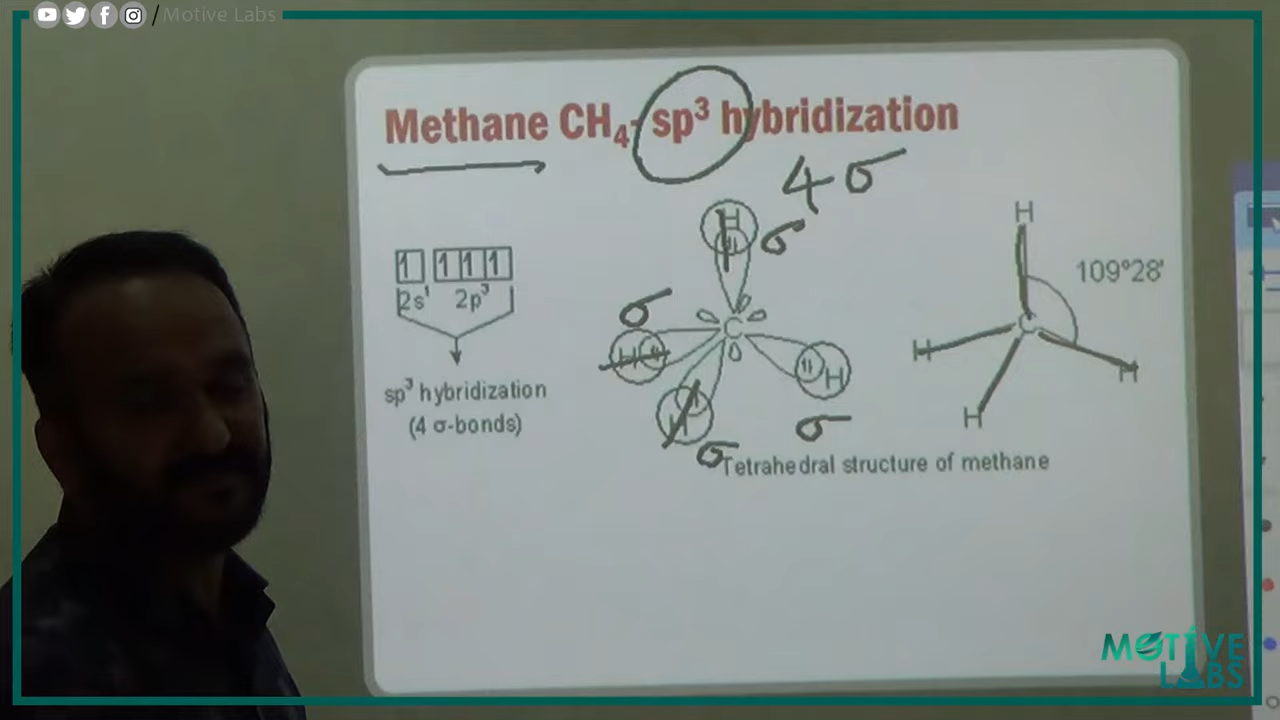 / Motive Labs
Methane CH₄- sp³ hybridization
4σ
H
σ
1 1 1 1
2s¹ 2p³
sp³ hybridization
(4 σ-bonds)
σ
H
C
H
H
σ
σ
H
109°28'
C
H
H
H
Tetrahedral structure of methane
MOTIVE
LABS